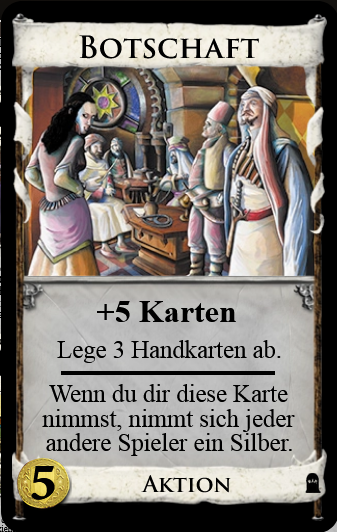 Botschaft
+5 Karten
Lege 3 Handkarten ab.
Wenn du dir diese Karte
nimmst, nimmt sich jeder
andere Spieler ein Silber.
5 Aktion